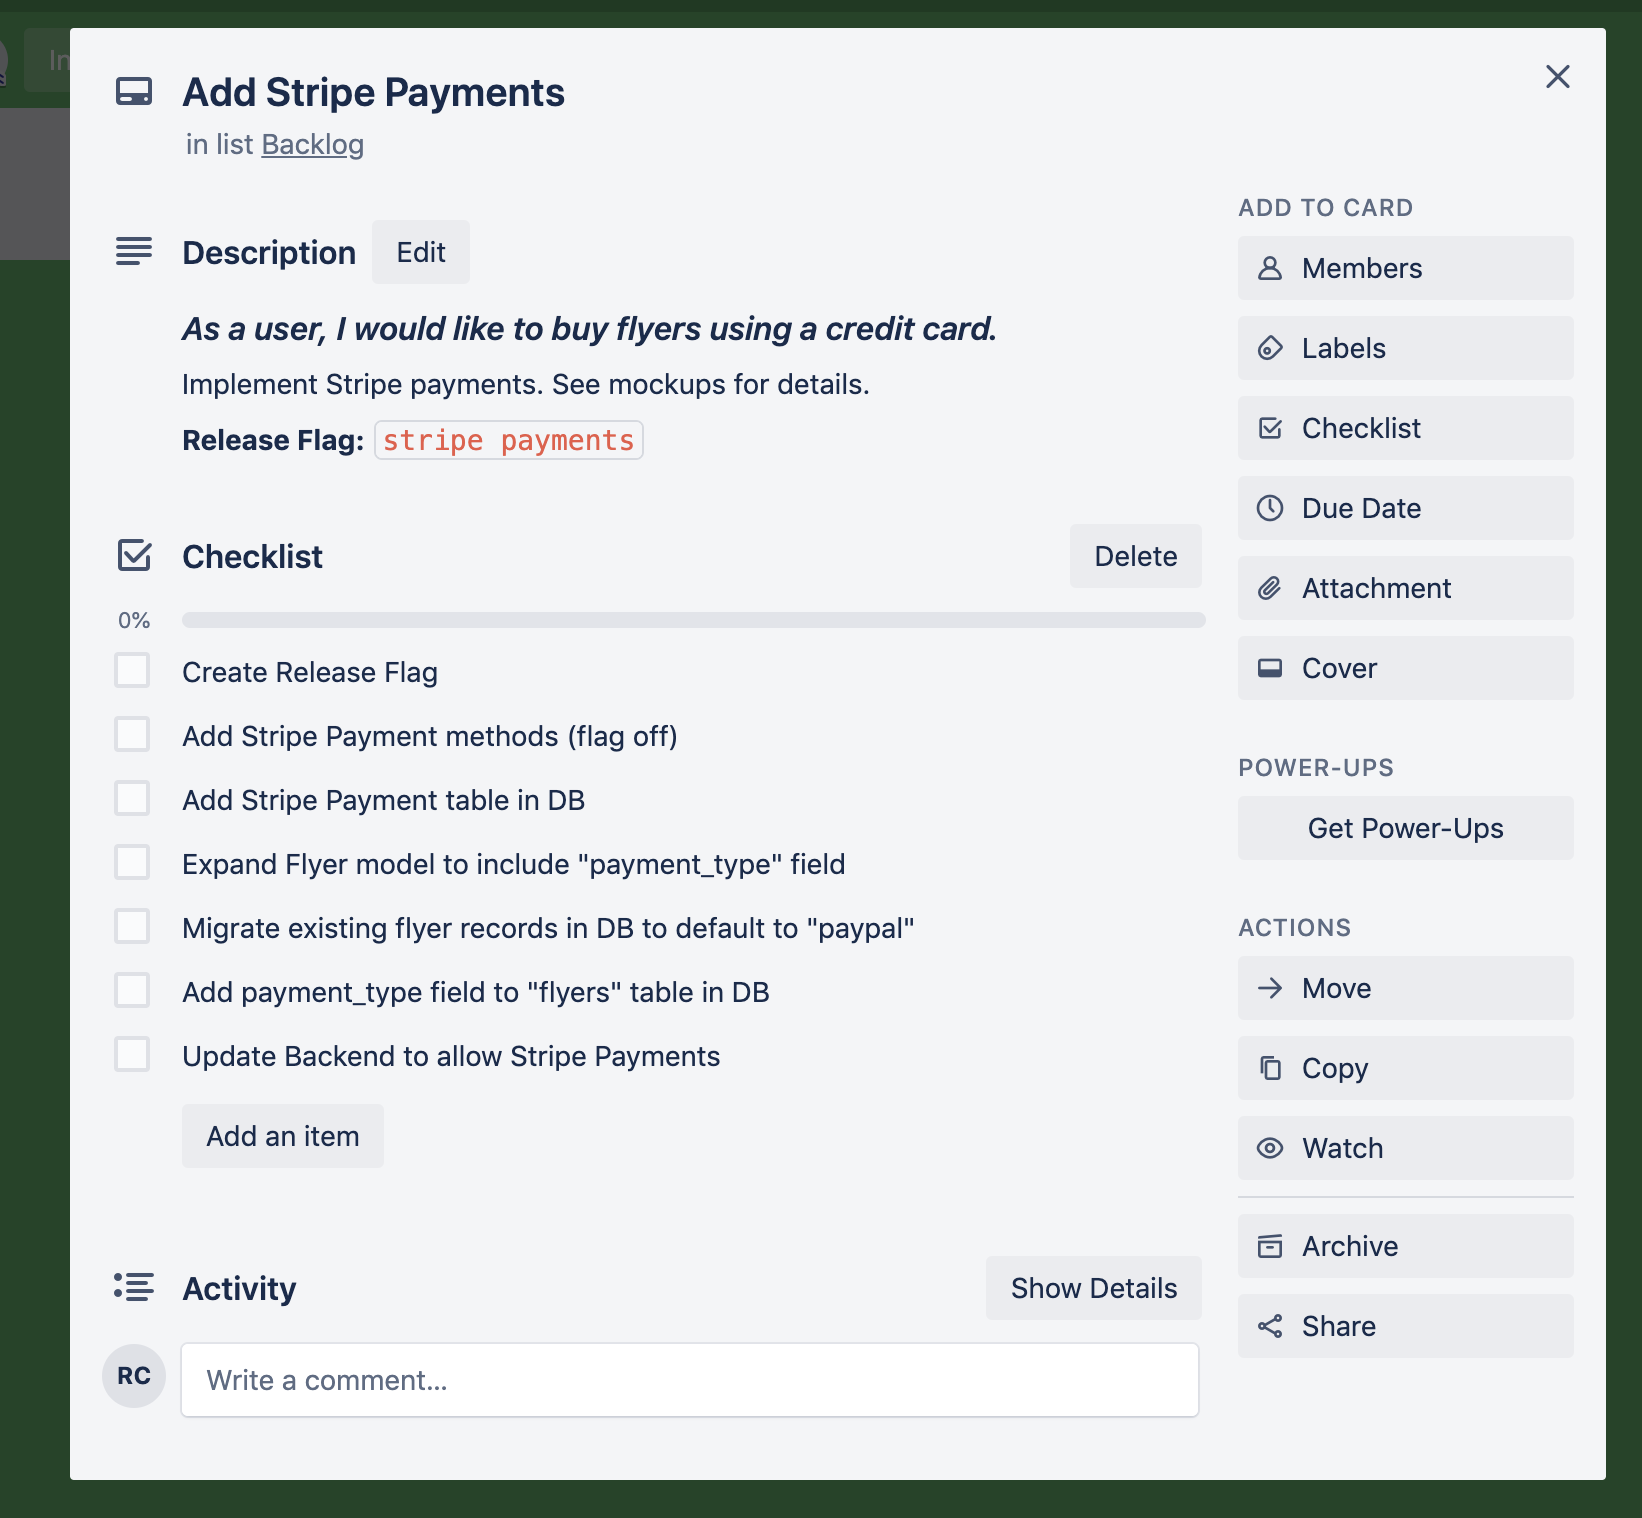 In
Add Stripe Payments
in list Backlog
Description
Edit
As a user, I would like to buy flyers using a credit card.
Implement Stripe payments. See mockups for details.
Release Flag: stripe payments
Checklist
Delete
0%
Create Release Flag
Add Stripe Payment methods (flag off)
Add Stripe Payment table in DB
Expand Flyer model to include "payment_type" field
Migrate existing flyer records in DB to default to "paypal"
Add payment_type field to "flyers" table in DB
Update Backend to allow Stripe Payments
Add an item
Activity
Show Details
RC
Write a comment...
ADD TO CARD
Members
Labels
Checklist
Due Date
Attachment
Cover
POWER-UPS
Get Power-Ups
ACTIONS
Move
Copy
Watch
Archive
Share